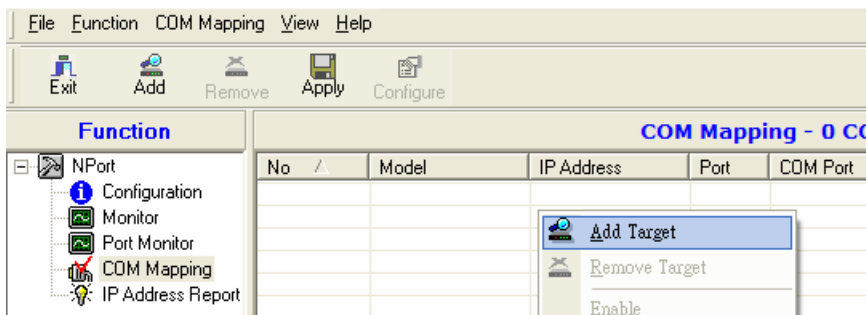 File Function COM Mapping View Help
Exit Add Remove Apply Configure
Function
COM Mapping - 0 CO
NPort
Configuration
Monitor
Port Monitor
COM Mapping
IP Address Report
No Model IP Address Port COM Port
Add Target
Remove Target
Enable